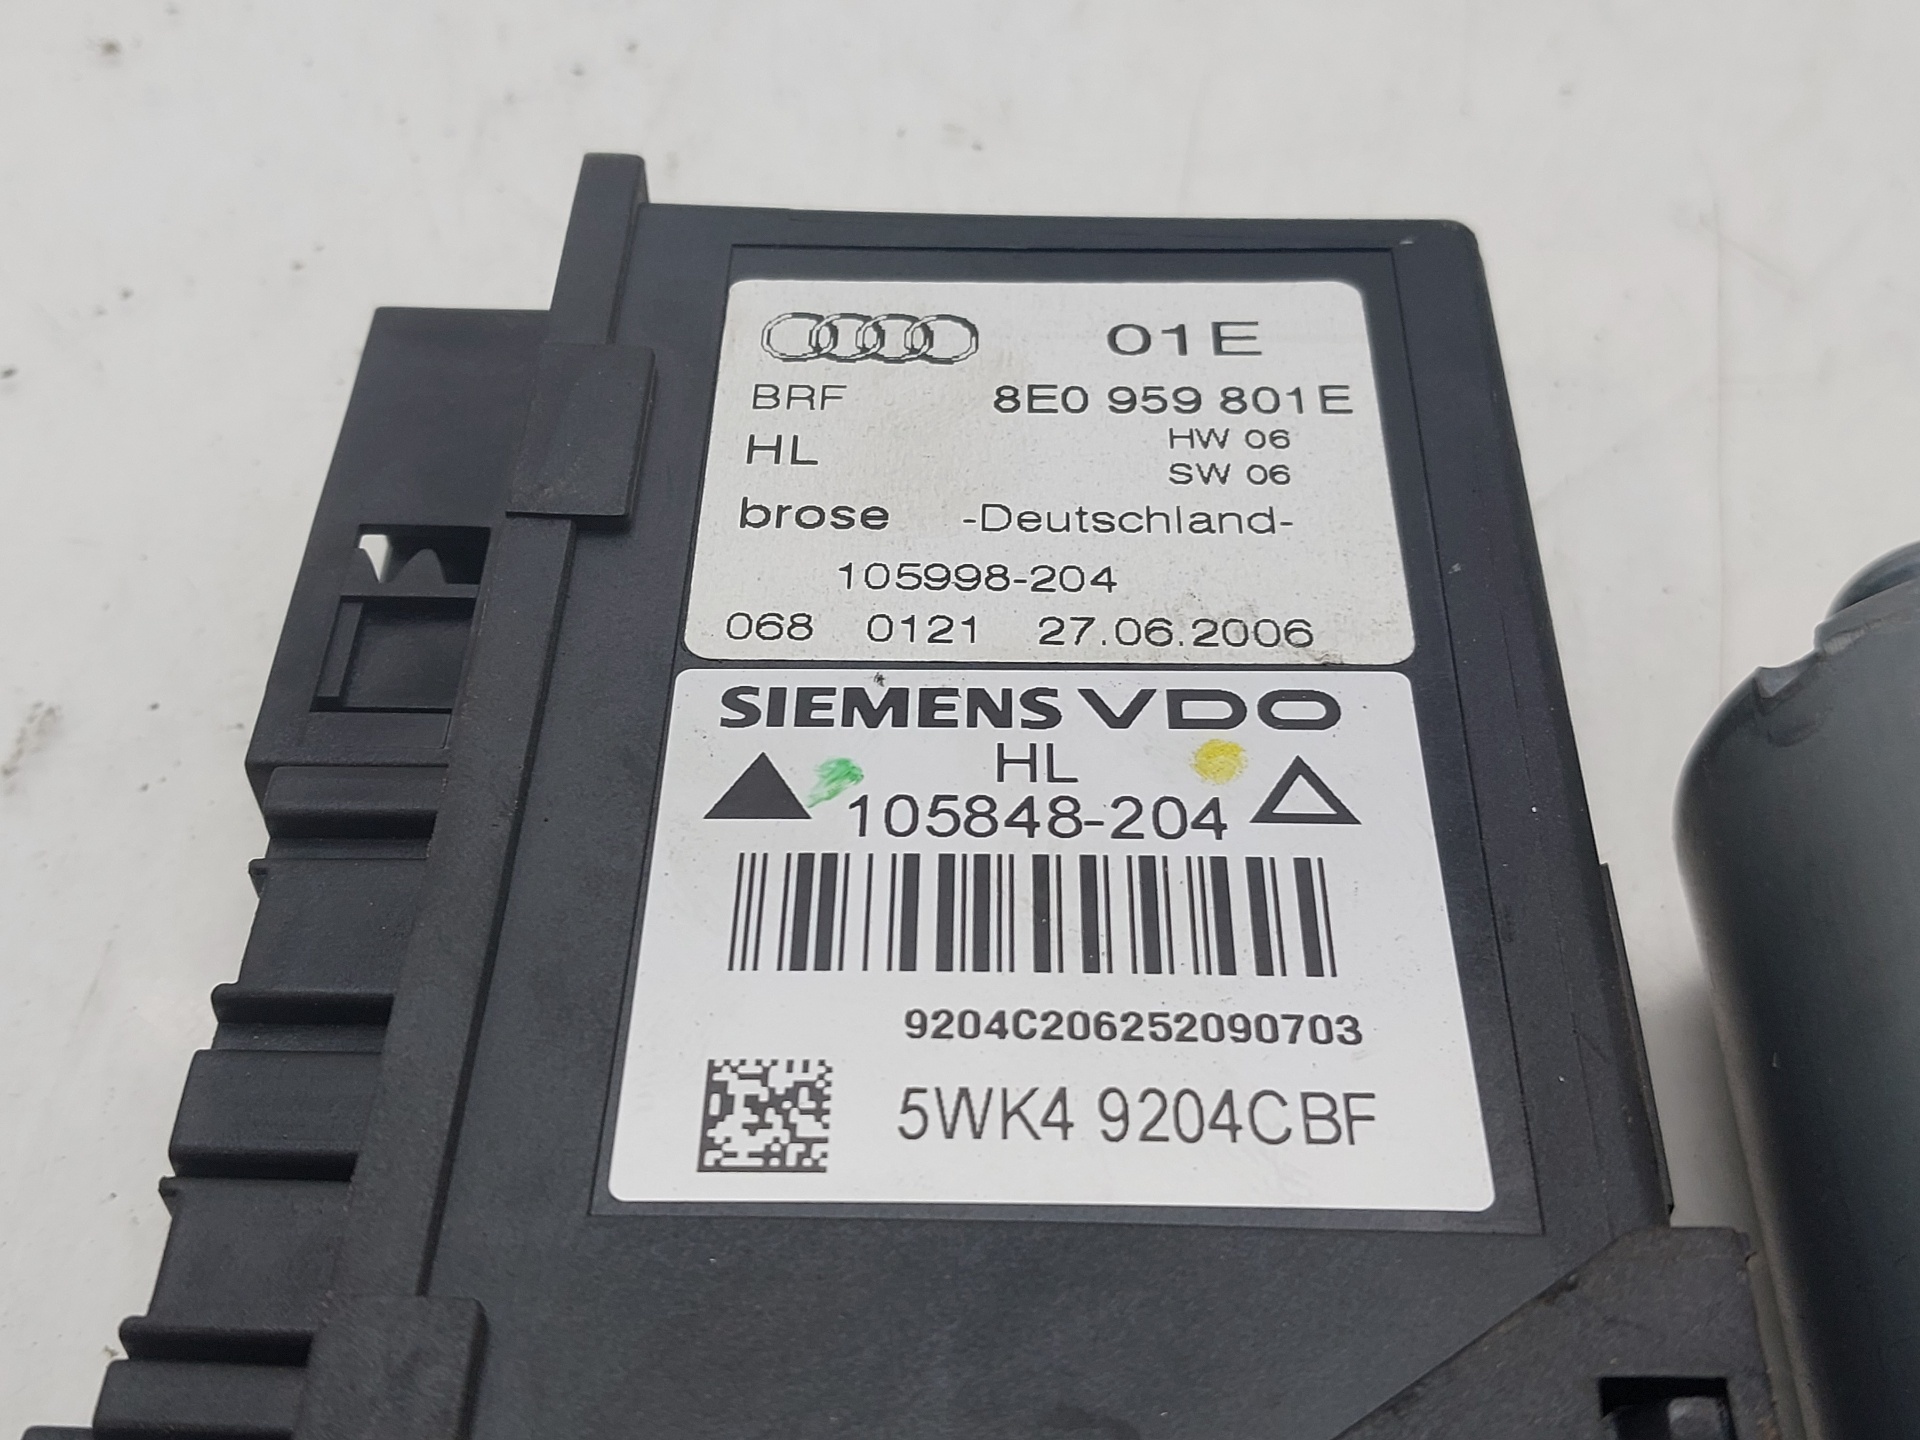 01E
BRF 8E0 959 801E
HL HW 06
SW 06
brose -Deutschland-
105998-204
068 0121 27.06.2006
SIEMENS VDO
HL
105848-204
9204C206252090703
5WK4 9204CBF